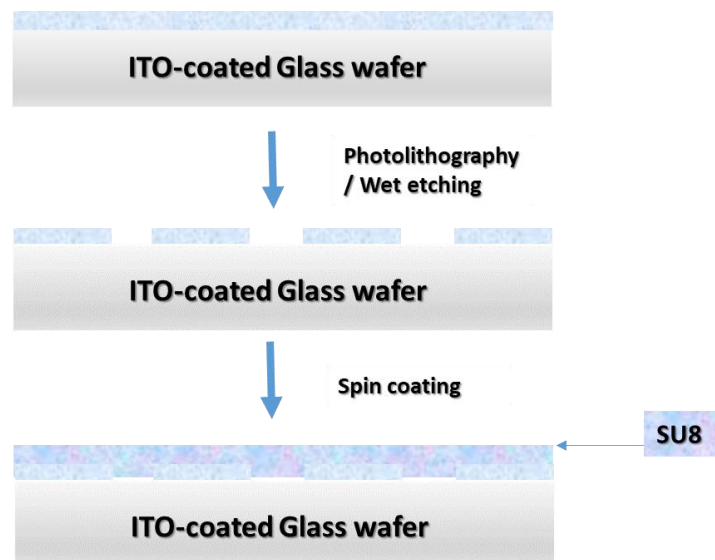 ITO-coated Glass wafer
Photolithography
/ Wet etching
ITO-coated Glass wafer
Spin coating
SU8
ITO-coated Glass wafer